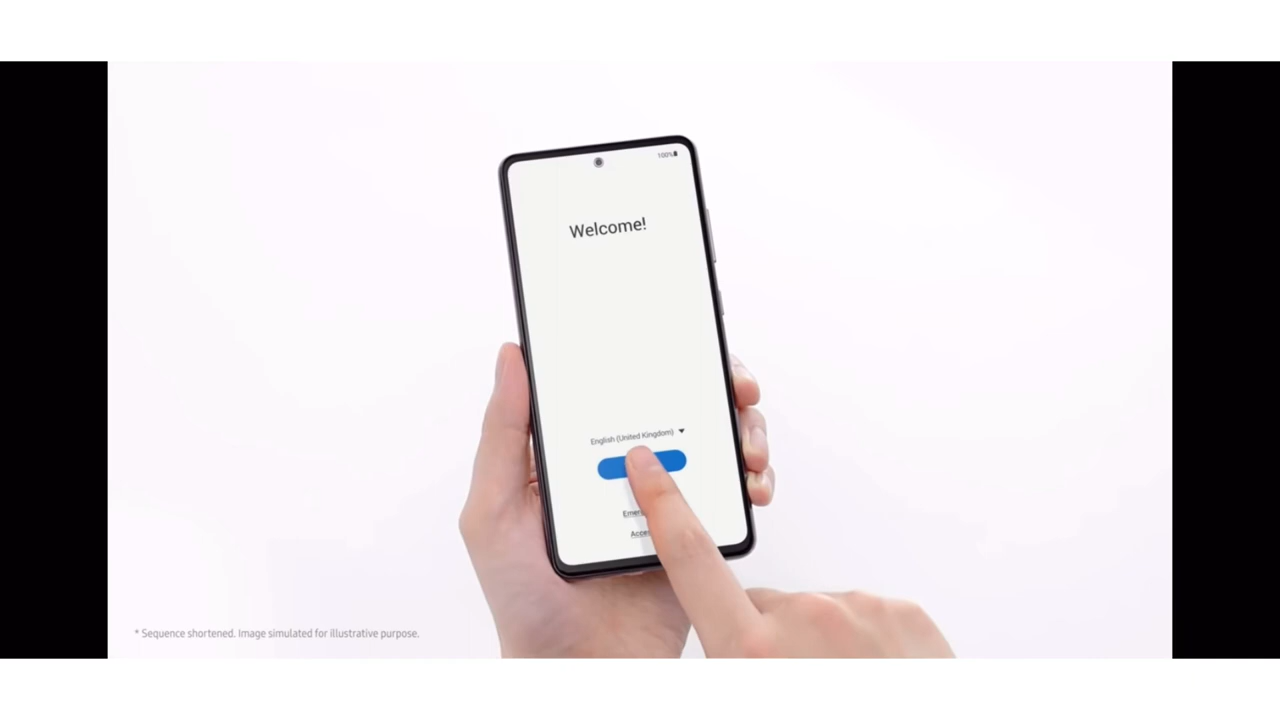 100%
Welcome!
English (United Kingdom)
* Sequence shortened. Image simulated for illustrative purpose.